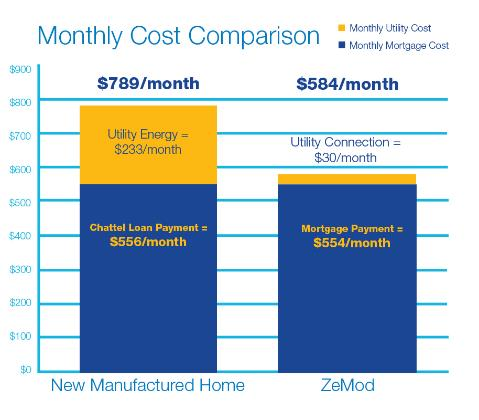 Monthly Cost Comparison
Monthly Utility Cost
Monthly Mortgage Cost
$900
$800
$700
$600
$500
$400
$300
$200
$100
$0
$789/month
$584/month
Utility Energy =
$233/month
Utility Connection =
$30/month
Chattel Loan Payment =
$556/month
Mortgage Payment =
$554/month
New Manufactured Home
ZeMod